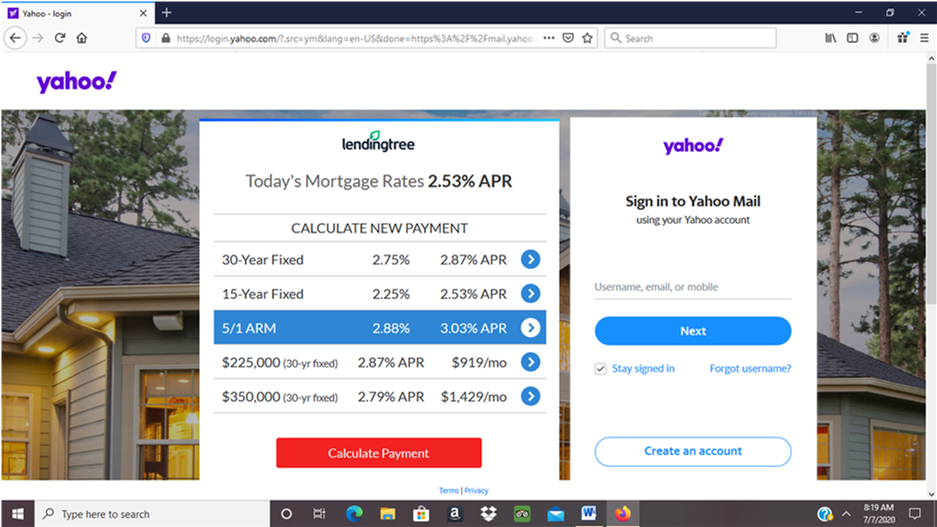 Yahoo - login
https://login.yahoo.com/?.src=ym&lang=en-US&done=https%3A%2F%2Fmail.yahoo.
Search
yahoo!
lendingtree
Today's Mortgage Rates 2.53% APR
CALCULATE NEW PAYMENT
30-Year Fixed 2.75% 2.87% APR
15-Year Fixed 2.25% 2.53% APR
5/1 ARM 2.88% 3.03% APR
$225,000 (30-yr fixed) 2.87% APR $919/mo
$350,000 (30-yr fixed) 2.79% APR $1,429/mo
Calculate Payment
yahoo!
Sign in to Yahoo Mail
using your Yahoo account
Username, email, or mobile
Next
Stay signed in Forgot username?
Create an account
Terms | Privacy
Type here to search
8:19 AM
7/7/2020